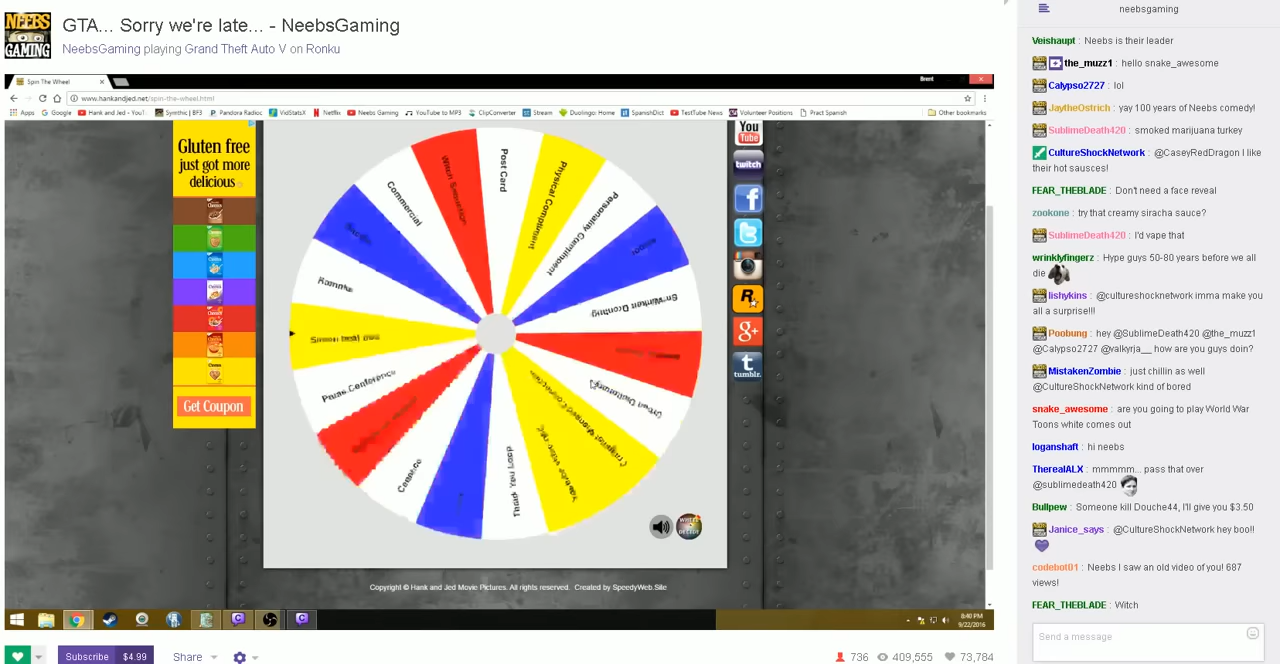 NEEBS
GAMING
GTA... Sorry we're late... - NeebsGaming
NeebsGaming playing Grand Theft Auto V on Ronku
Spin The Wheel
Brent
www.hankandjed.net/spin-the-wheel.html
Apps Google Hank and Jed - You Symthic | BF3 Pandora Radio VidStatsX Netflix Neebs Gaming YouTube to MP3 ClipConverter Stream Duolingo: Home SpanishDict TestTube News Volunteer Positions Pract Spanish Other bookmarks
Gluten free
just got more
delicious
Get Coupon
Post Card
Physical Compliment
Commercial
Press Conference
Thank You Loop
You
Tube
twitch
tumblr.
Copyright © Hank and Jed Movie Pictures. All rights reserved. Created by SpeedyWeb.Site
8:40 PM
9/22/2016
Subscribe $4.99 Share
736 409,555 73,784
neebsgaming
Veishaupt : Neebs is their leader
the_muzz1 : hello snake_awesome
Calypso2727 : lol
JaytheOstrich : yay 100 years of Neebs comedy!
SublimeDeath420 : smoked marijuana turkey
CultureShockNetwork : @CaseyRedDragon I like
their hot sausces!
FEAR_THEBLADE : Don't need a face reveal
zookone : try that creamy siracha sauce?
SublimeDeath420 : I'd vape that
wrinklyfingerz : Hype guys 50-80 years before we all
die
lishykins : @cultureshocknetwork imma make you
all a surprise!!!
Poobung : hey @SublimeDeath420 @the_muzz1
@Calypso2727 @valkyrja__ how are you guys doin?
MistakenZombie : just chillin as well
@CultureShockNetwork kind of bored
snake_awesome : are you going to play World War
Toons white comes out
loganshaft : hi neebs
TherealALX : mmmmm... pass that over
@sublimedeath420
Bullpew : Someone kill Douche44, I'll give you $3.50
Janice_says : @CultureShockNetwork hey boo!!
codebot01 : Neebs I saw an old video of you! 687
views!
FEAR_THEBLADE : Witch
Send a message